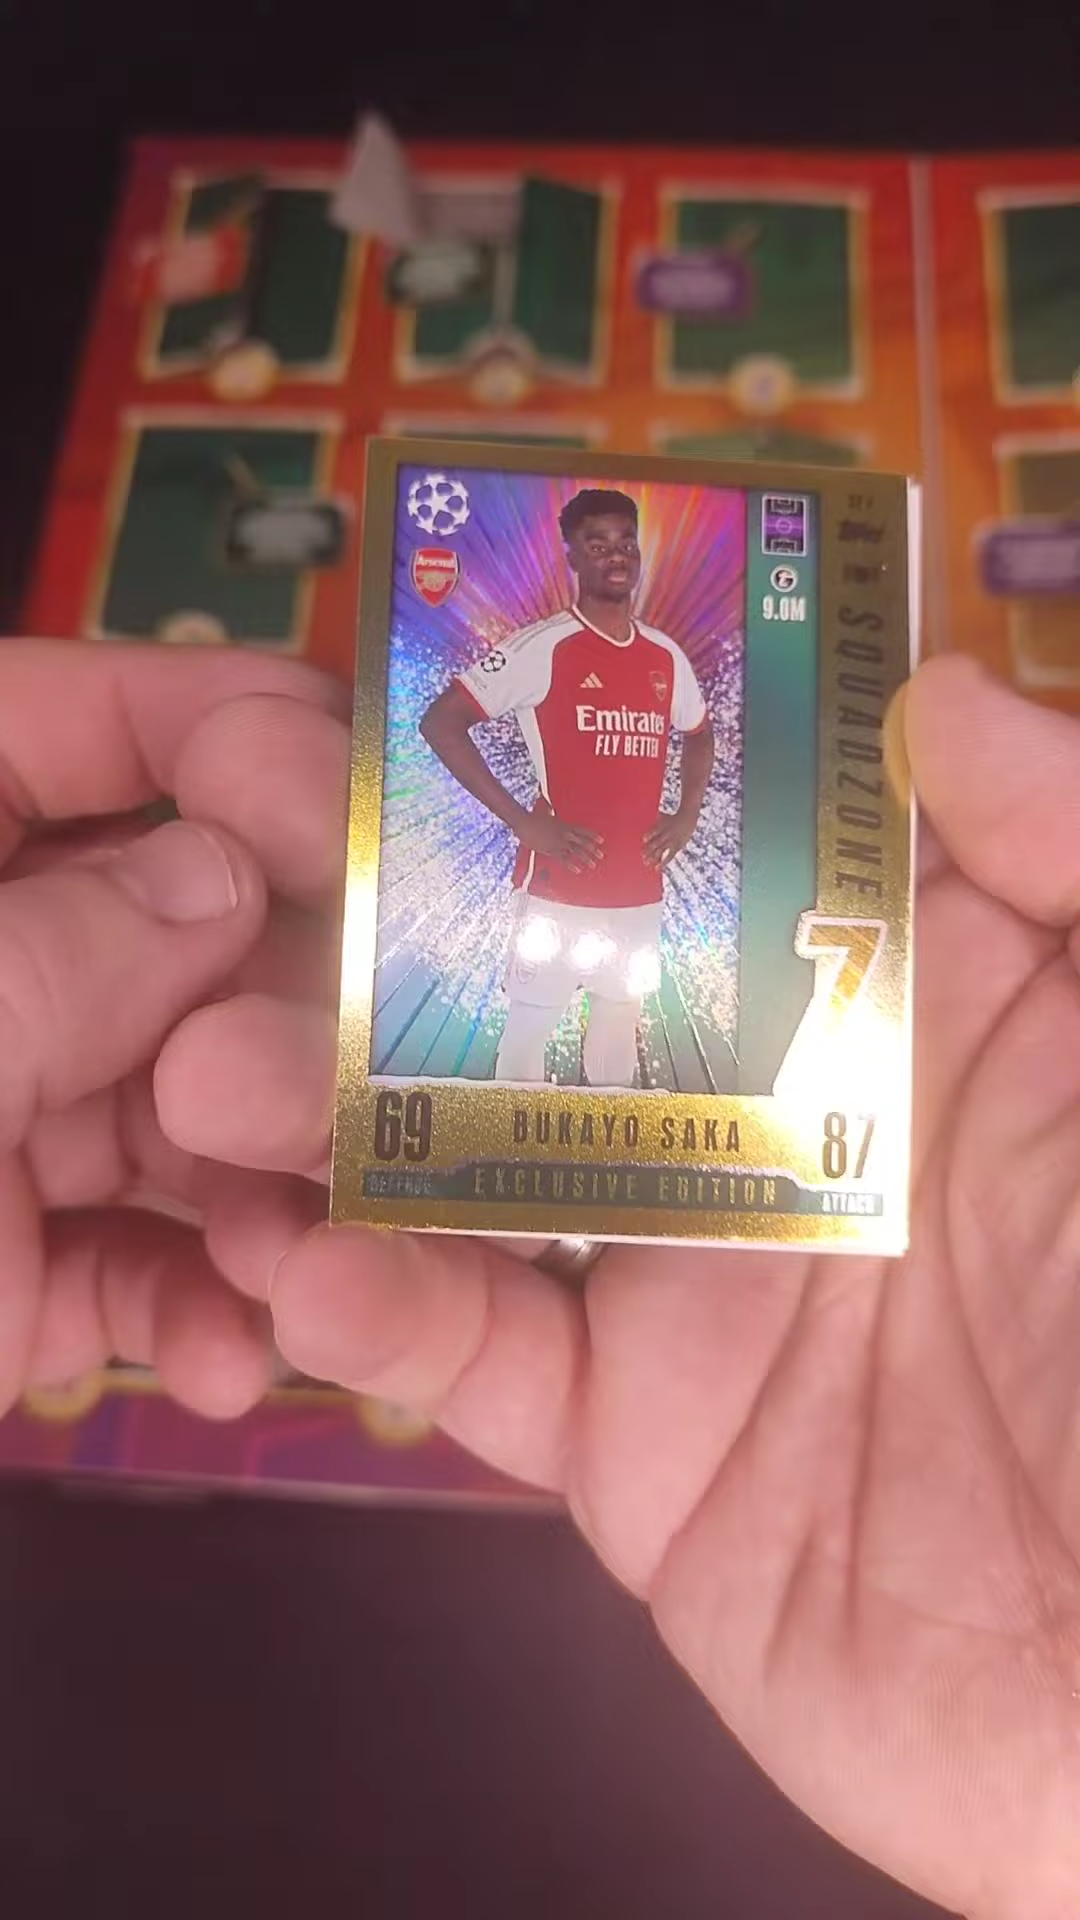 Arsenal
9.0M
SQUADZONE
Emirates
FLY BETTER
7
69
BUKAYO SAKA
87
DEFENCE
EXCLUSIVE EDITION
ATTACK